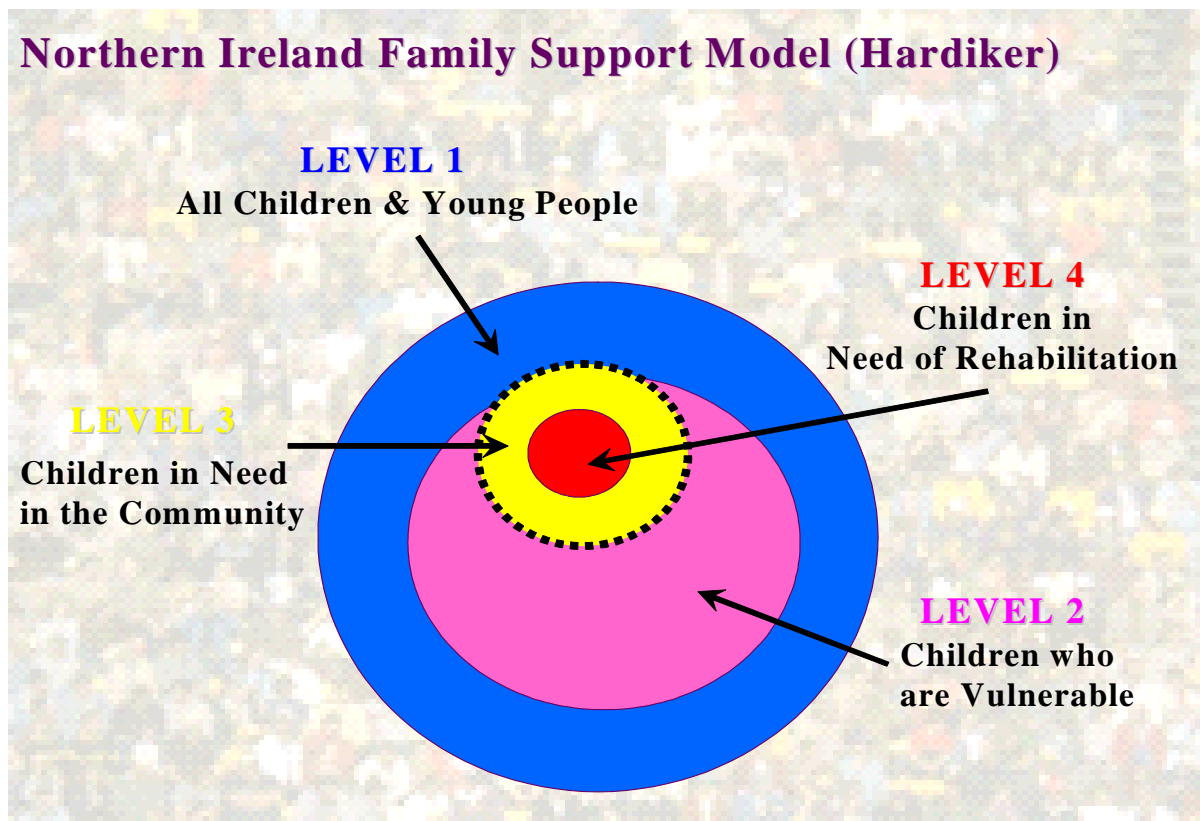 Northern Ireland Family Support Model (Hardiker)
LEVEL 1
All Children & Young People
LEVEL 4
Children in
Need of Rehabilitation
LEVEL 3
Children in Need
in the Community
LEVEL 2
Children who
are Vulnerable